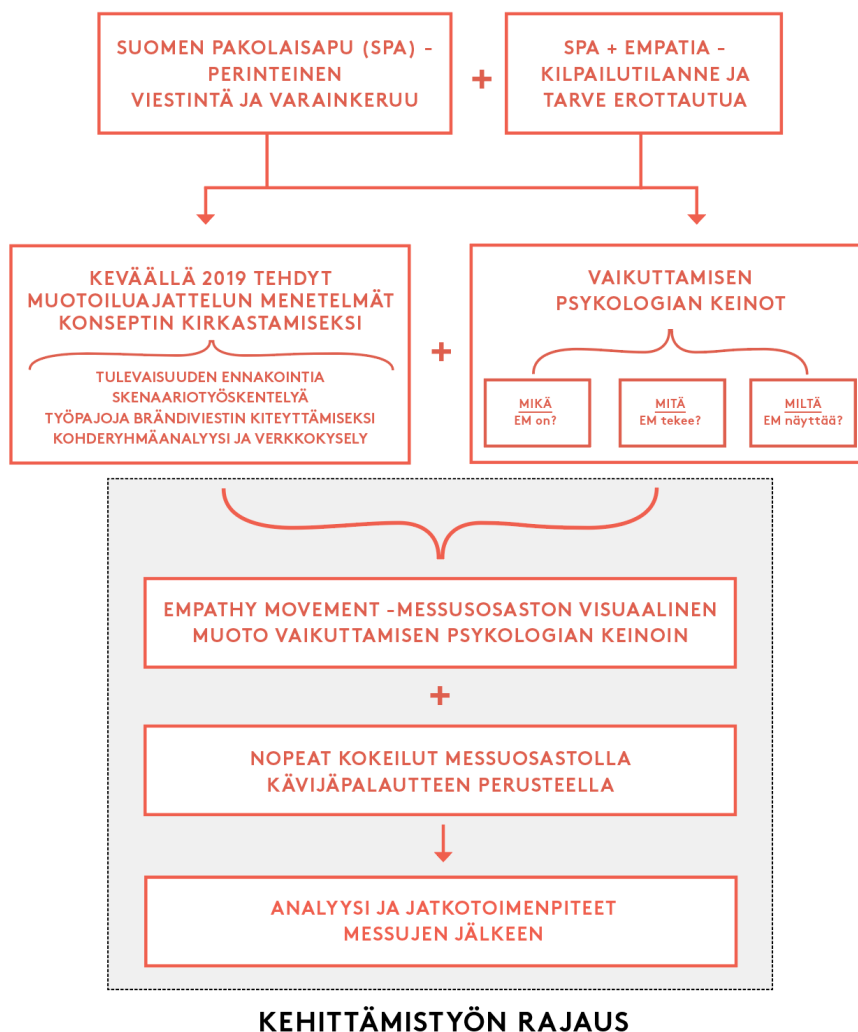 SUOMEN PAKOLAISAPU (SPA) -
PERINTEINEN
VIESTINTÄ JA VARAINKERUU
+
SPA + EMPATIA -
KILPAILUTILANNE JA
TARVE EROTTAUTUA
KEVÄÄLLÄ 2019 TEHDYT
MUOTOILUAJATTELUN MENETELMÄT
KONSEPTIN KIRKASTAMISEKSI
TULEVAISUUDEN ENNAKOINTIA
SKENAARIOTYÖSKENTELYÄ
TYÖPAJOJA BRÄNDIVIESTIN KITEYTTÄMISEKSI
KOHDERYHMÄANALYYSI JA VERKKOKYSELY
+
VAIKUTTAMISEN
PSYKOLOGIAN KEINOT
MIKÄ
EM on?
MITÄ
EM tekee?
MILTÄ
EM näyttää?
EMPATHY MOVEMENT -MESSUSOSASTON VISUAALINEN
MUOTO VAIKUTTAMISEN PSYKOLOGIAN KEINOIN
+
NOPEAT KOKEILUT MESSUOSASTOLLA
KÄVIJÄPALAUTTEEN PERUSTEELLA
ANALYYSI JA JATKOTOIMENPITEET
MESSUJEN JÄLKEEN
KEHITTÄMISTYÖN RAJAUS